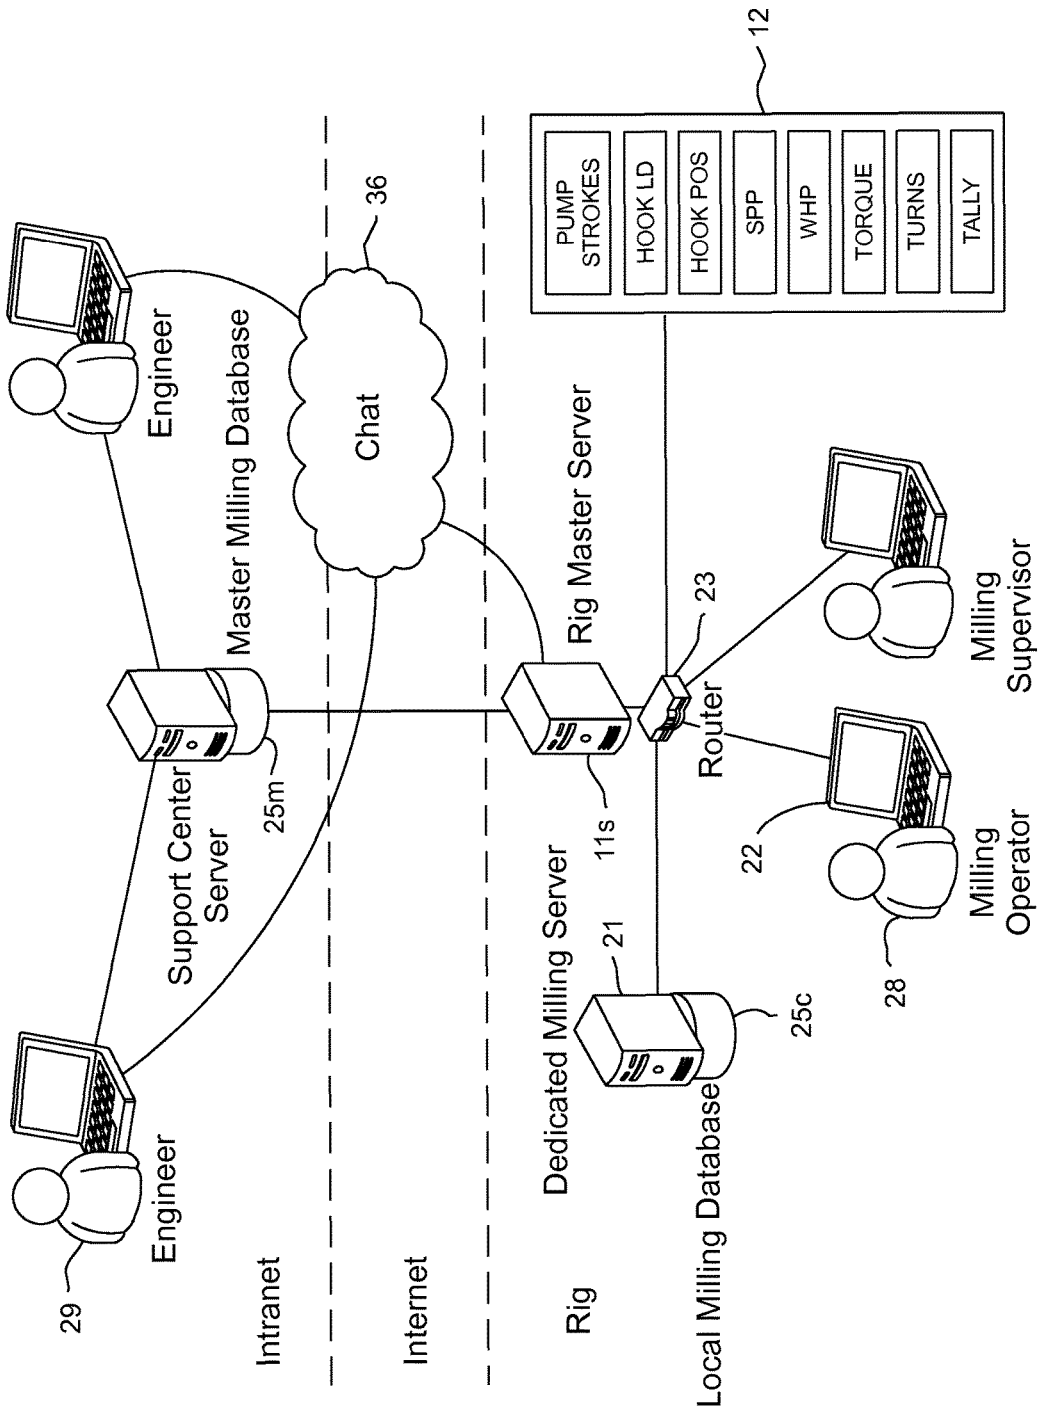 29
Engineer
Engineer
Support Center
Server
25m
Master Milling Database
Intranet
Chat
36
Internet
Rig
Dedicated Milling Server
21
25c
Local Milling Database
11s
Rig Master Server
Router
23
28
22
Milling
Operator
Milling
Supervisor
12
PUMP
STROKES
HOOK LD
HOOK POS
SPP
WHP
TORQUE
TURNS
TALLY